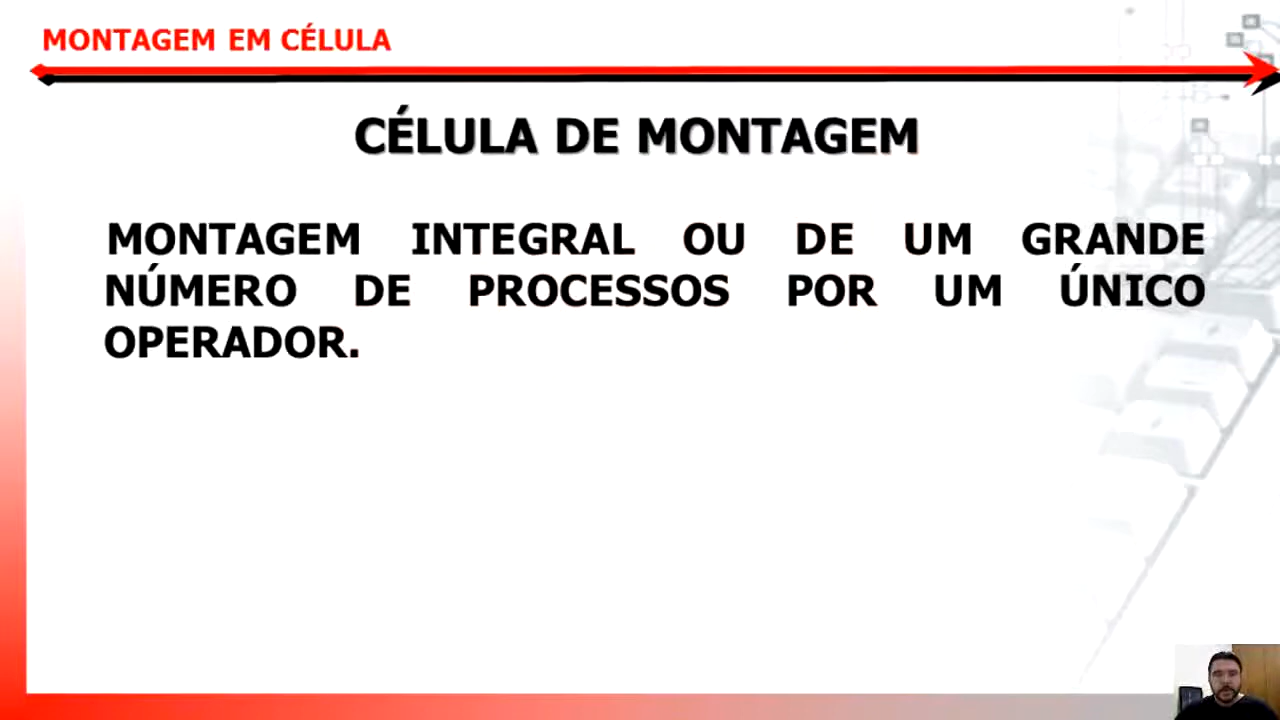 MONTAGEM EM CÉLULA
CÉLULA DE MONTAGEM
MONTAGEM INTEGRAL OU DE UM GRANDE
NÚMERO DE PROCESSOS POR UM ÚNICO
OPERADOR.